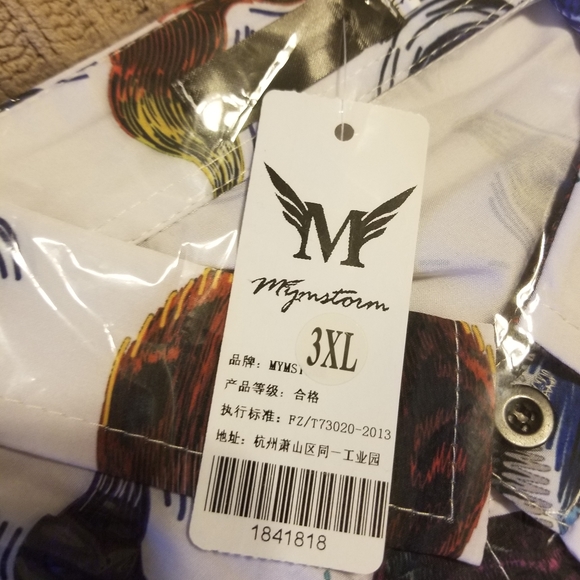 M
Mymstorm
3XL
品牌: MYMS
产品等级: 合格
执行标准: FZ/T73020-2013
地址: 杭州萧山区同一工业园
1841818